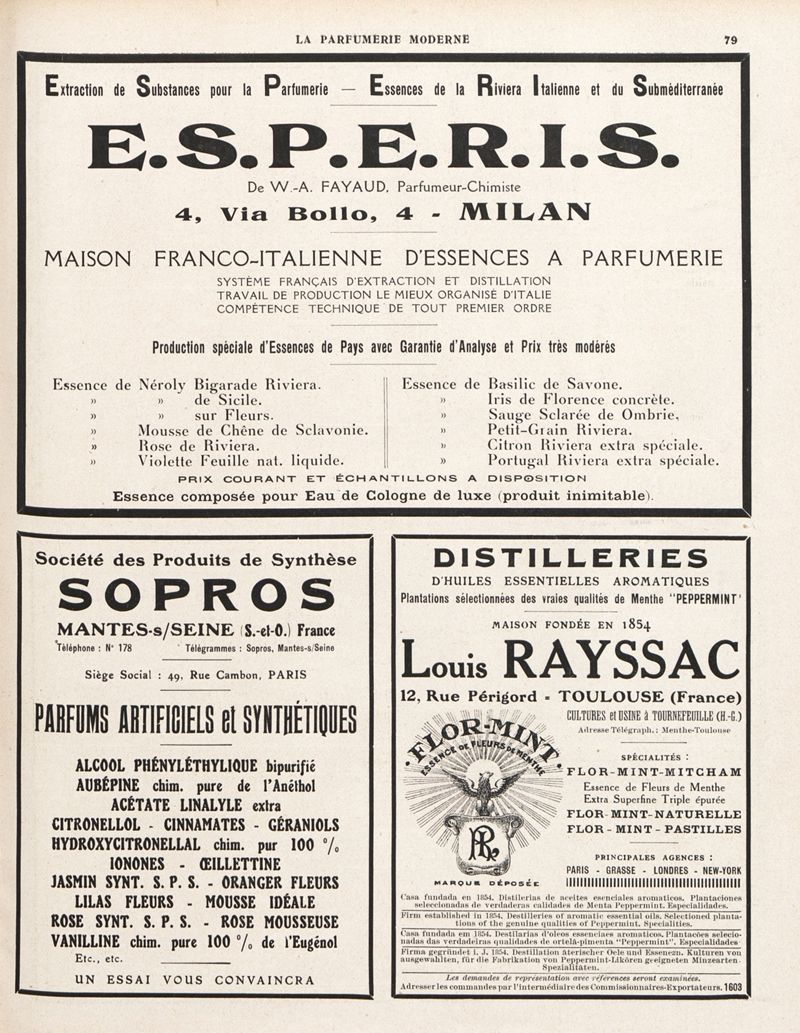 LA PARFUMERIE MODERNE 79
Extraction de Substances pour la Parfumerie — Essences de la Riviera Italienne et du Subméditerranée
E.S.P.E.R.I.S.
De W.-A. FAYAUD, Parfumeur-Chimiste
4, Via Bollo, 4 - MILAN
MAISON FRANCO-ITALIENNE D'ESSENCES A PARFUMERIE
SYSTÈME FRANÇAIS D'EXTRACTION ET DISTILLATION
TRAVAIL DE PRODUCTION LE MIEUX ORGANISÉ D'ITALIE
COMPÉTENCE TECHNIQUE DE TOUT PREMIER ORDRE
Production spéciale d'Essences de Pays avec Garantie d'Analyse et Prix très modérés
Essence de Néroly Bigarade Riviera.
» » de Sicile.
» » sur Fleurs.
» Mousse de Chêne de Sclavonie.
» Rose de Riviera.
» Violette Feuille nat. liquide.
Essence de Basilic de Savone.
» Iris de Florence concrète.
» Sauge Sclarée de Ombrie,
» Petit-Grain Riviera.
» Citron Riviera extra spéciale.
» Portugal Riviera extra spéciale.
PRIX COURANT ET ÉCHANTILLONS A DISPOSITION
Essence composée pour Eau de Cologne de luxe (produit inimitable).
Société des Produits de Synthèse
SOPROS
MANTES-s/SEINE (S.-et-O.) France
Téléphone : N° 178 Télégrammes : Sopros, Mantes-s/Seine
Siège Social : 49, Rue Cambon, PARIS
PARFUMS ARTIFICIELS et SYNTHÉTIQUES
ALCOOL PHÉNYLÉTHYLIQUE bipurifié
AUBÉPINE chim. pure de l'Anéthol
ACÉTATE LINALYLE extra
CITRONELLOL - CINNAMATES - GÉRANIOLS
HYDROXYCITRONELLAL chim. pur 100 %
IONONES - ŒILLETTINE
JASMIN SYNT. S. P. S. - ORANGER FLEURS
LILAS FLEURS - MOUSSE IDÉALE
ROSE SYNT. S. P. S. - ROSE MOUSSEUSE
VANILLINE chim. pure 100 % de l'Eugénol
Etc., etc.
UN ESSAI VOUS CONVAINCRA
DISTILLERIES
D'HUILES ESSENTIELLES AROMATIQUES
Plantations sélectionnées des vraies qualités de Menthe "PEPPERMINT"
MAISON FONDÉE EN 1854
Louis RAYSSAC
12, Rue Périgord - TOULOUSE (France)
FLOR-MINT
ESSENCE DE FLEURS DE MENTHE
R
MARQUE DÉPOSÉE
CULTURES et USINE à TOURNEFEUILLE (H.-G.)
Adresse Télégraph.: Menthe-Toulouse
SPÉCIALITÉS :
FLOR-MINT-MITCHAM
Essence de Fleurs de Menthe
Extra Superfine Triple épurée
FLOR-MINT-NATURELLE
FLOR-MINT-PASTILLES
PRINCIPALES AGENCES :
PARIS - GRASSE - LONDRES - NEW-YORK
Casa fundada en 1854. Distilerias de aceites esenciales aromaticos. Plantaciones
seleccionadas de verdaderas calidades de Menta Peppermint. Especialidades.
Firm established in 1854. Destilleries of aromatic essential oils. Selectioned planta-
tions of the genuine qualities of Peppermint. Specialities.
Casa fundada em 1854. Destilarias d'oleos essenciaes aromaticos. Plantacões selecio-
nadas das verdadeiras qualidades de ortelã-pimenta "Peppermint". Especialidades
Firma gegründet i. J. 1854. Destillation äterischer Oele und Essenezn. Kulturen von
ausgewählten, für die Fabrikation von Peppermint-Likören geeigneten Minzearten
Spezialitäten.
Les demandes de représentation avec références seront examinées.
Adresser les commandes par l'intermédiaire des Commissionnaires-Exportateurs. 1603